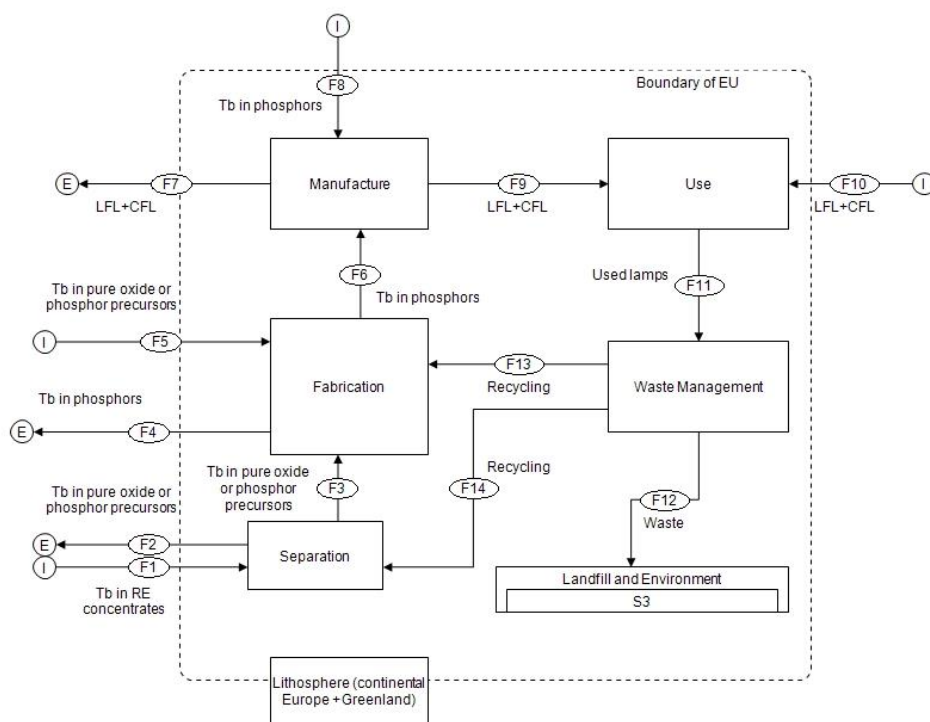 I
Boundary of EU
F8
Tb in phosphors
Manufacture
Use
E
F7
F9
F10
I
LFL+CFL
LFL+CFL
LFL+CFL
F6
Used lamps
F11
Tb in phosphors
Tb in pure oxide or
phosphor precursors
I
F5
F13
Recycling
Fabrication
Waste Management
Tb in phosphors
E
F4
Recycling
Tb in pure oxide
or phosphor
precursors
F3
F14
Tb in pure oxide or
phosphor precursors
F12
Waste
E
F2
Separation
I
F1
Tb in RE
concentrates
Landfill and Environment
S3
Lithosphere (continental
Europe + Greenland)